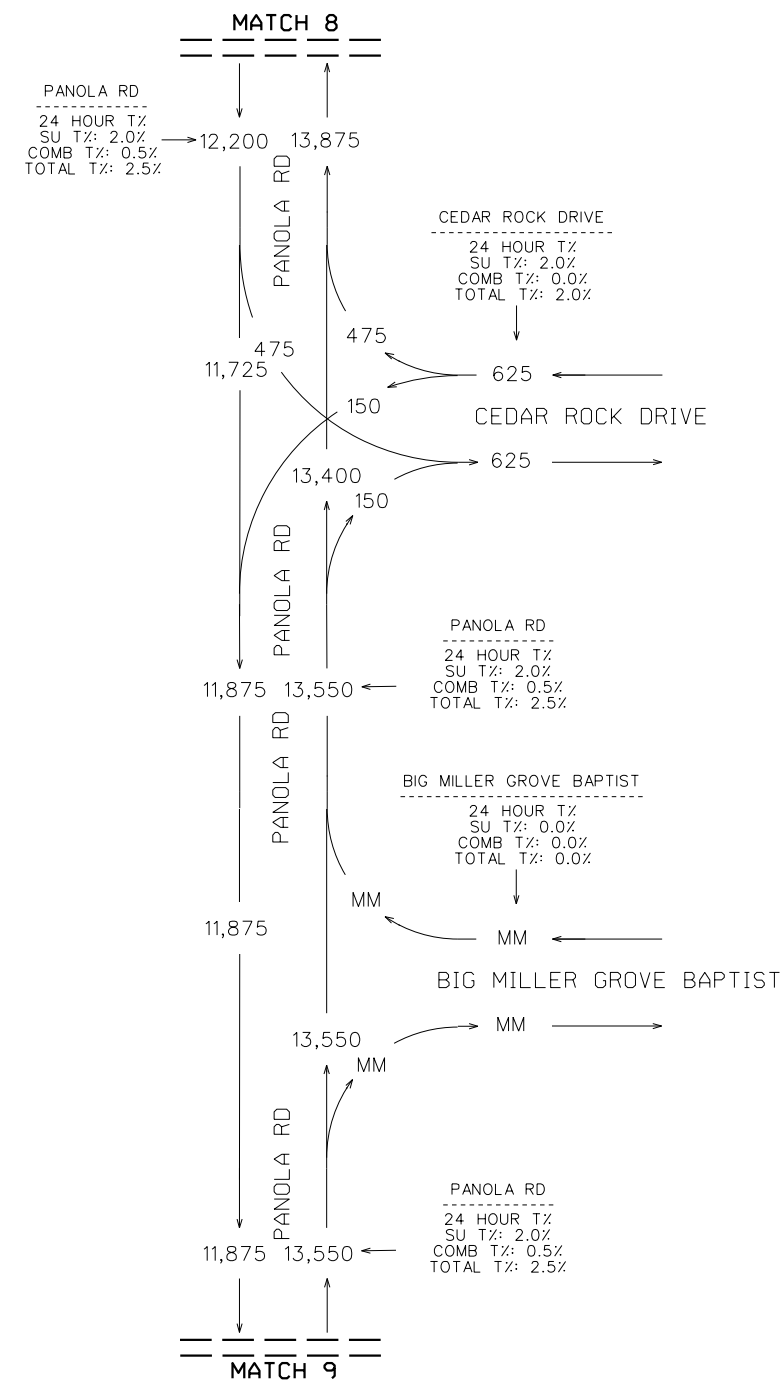 MATCH 8
PANOLA RD
24 HOUR T%
SU T%: 2.0%
COMB T%: 0.5%
TOTAL T%: 2.5%
12,200 13,875
PANOLA RD
CEDAR ROCK DRIVE
24 HOUR T%
SU T%: 2.0%
COMB T%: 0.0%
TOTAL T%: 2.0%
475
475
11,725
625
150
CEDAR ROCK DRIVE
625
13,400
150
PANOLA RD
PANOLA RD
24 HOUR T%
SU T%: 2.0%
COMB T%: 0.5%
TOTAL T%: 2.5%
11,875 13,550
PANOLA RD
BIG MILLER GROVE BAPTIST
24 HOUR T%
SU T%: 0.0%
COMB T%: 0.0%
TOTAL T%: 0.0%
MM
11,875
MM
BIG MILLER GROVE BAPTIST
MM
13,550
MM
PANOLA RD
PANOLA RD
24 HOUR T%
SU T%: 2.0%
COMB T%: 0.5%
TOTAL T%: 2.5%
11,875 13,550
MATCH 9